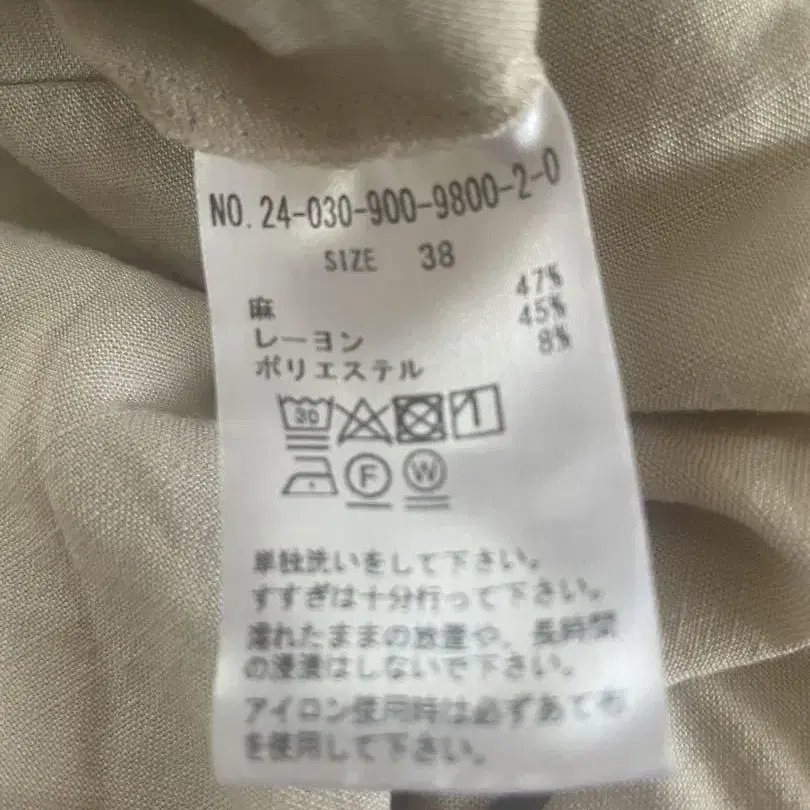 NO. 24-030-900-9800-2-0
SIZE 38
麻 47%
レーヨン 45%
ポリエステル 8%
30
F W
単独洗いをして下さい。
すすぎは十分行って下さい。
濡れたままの放置や、長時間
の浸漬はしないで下さい。
アイロン使用時は必ずあて布
を使用して下さい。